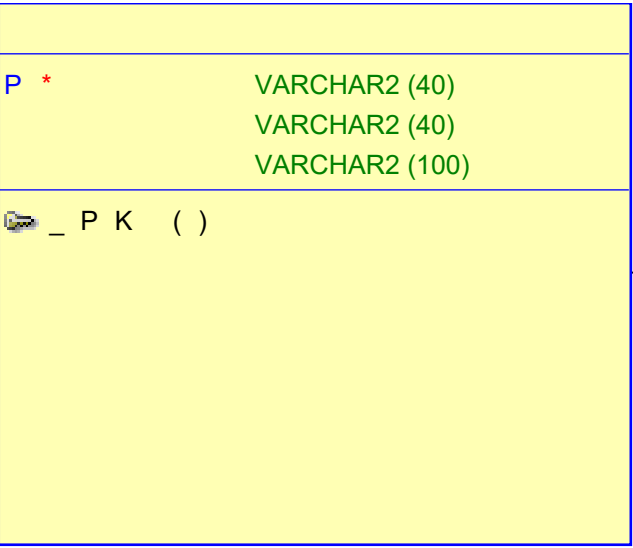 P * VARCHAR2 (40)
VARCHAR2 (40)
VARCHAR2 (100)
_ P K ( )